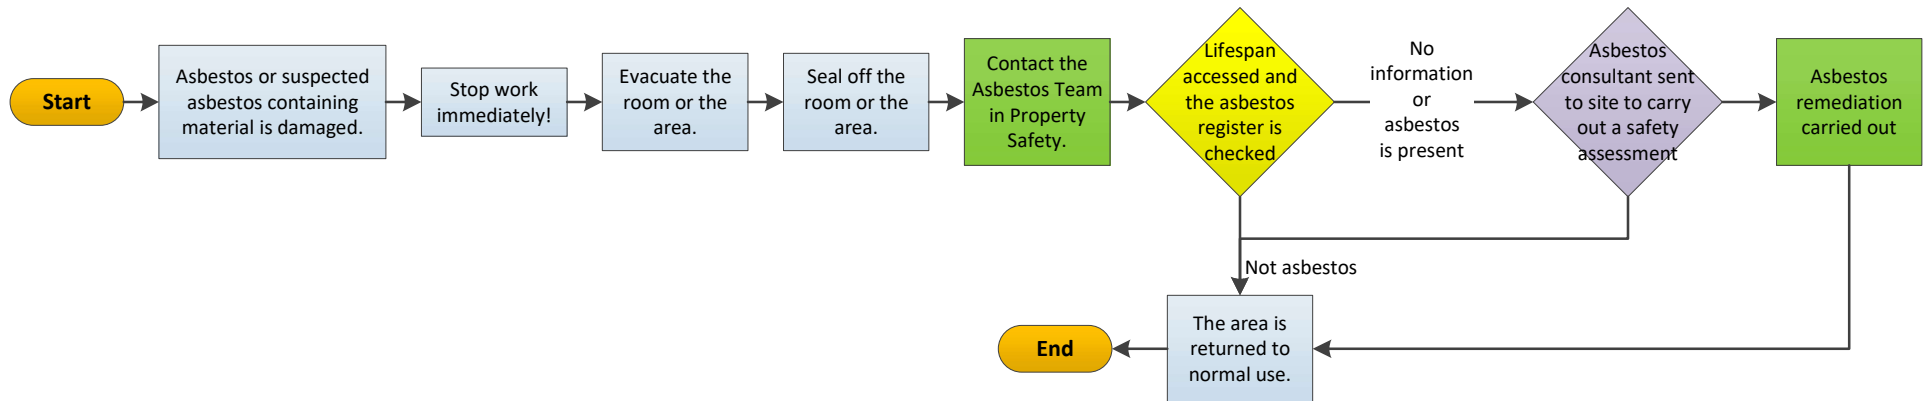 Start
Asbestos or suspected
asbestos containing
material is damaged.
Stop work
immediately!
Evacuate the
room or the
area.
Seal off the
room or the
area.
Contact the
Asbestos Team
in Property
Safety.
Lifespan
accessed and
the asbestos
register is
checked
No
information
or
asbestos
is present
Asbestos
consultant sent
to site to carry
out a safety
assessment
Asbestos
remediation
carried out
Not asbestos
The area is
returned to
normal use.
End